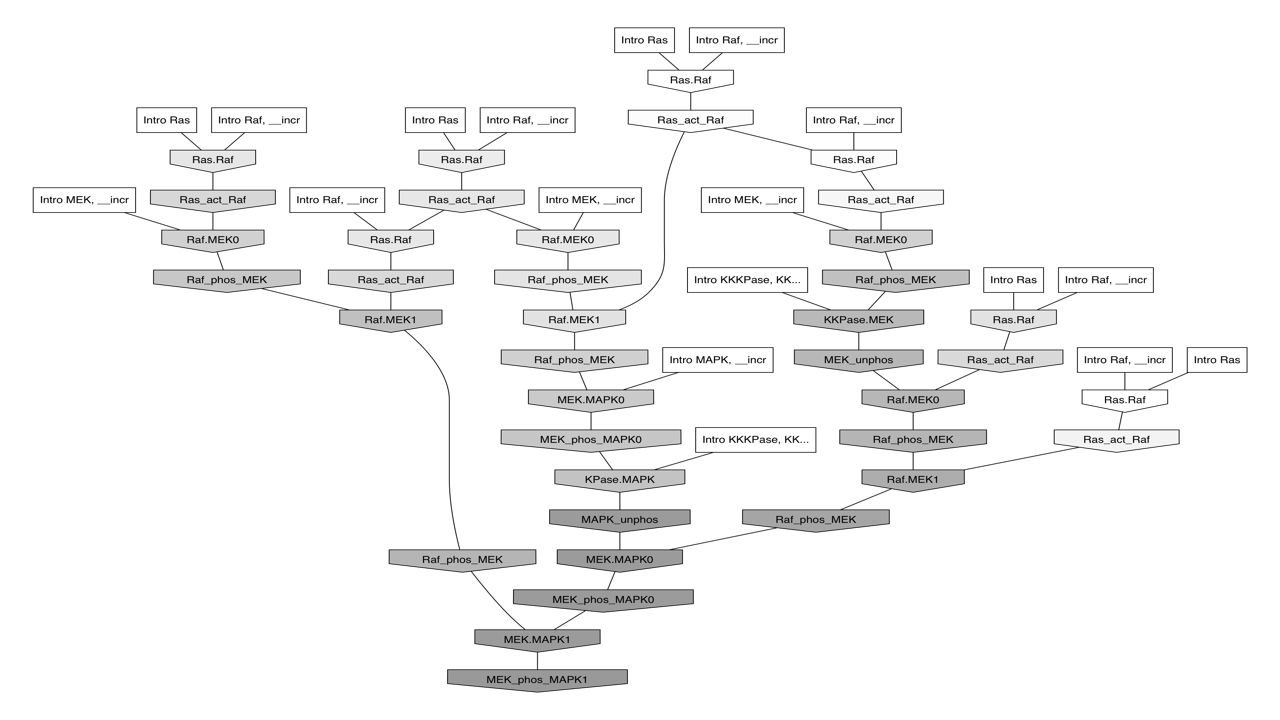 Intro Ras
Intro Raf, __incr
Ras.Raf
Intro Ras
Intro Raf, __incr
Intro Ras
Intro Raf, __incr
Ras_act_Raf
Intro Raf, __incr
Ras.Raf
Ras.Raf
Ras.Raf
Intro MEK, __incr
Ras_act_Raf
Intro Raf, __incr
Ras_act_Raf
Intro MEK, __incr
Intro MEK, __incr
Ras_act_Raf
Raf.MEK0
Ras.Raf
Raf.MEK0
Raf.MEK0
Raf_phos_MEK
Ras_act_Raf
Raf_phos_MEK
Intro KKKPase, KK...
Raf_phos_MEK
Intro Ras
Intro Raf, __incr
Raf.MEK1
Raf.MEK1
KKPase.MEK
Ras.Raf
Raf_phos_MEK
Intro MAPK, __incr
MEK_unphos
Ras_act_Raf
Intro Raf, __incr
Intro Ras
MEK.MAPK0
Raf.MEK0
Ras.Raf
MEK_phos_MAPK0
Intro KKKPase, KK...
Raf_phos_MEK
Ras_act_Raf
KPase.MAPK
Raf.MEK1
MAPK_unphos
Raf_phos_MEK
Raf_phos_MEK
MEK.MAPK0
MEK_phos_MAPK0
MEK.MAPK1
MEK_phos_MAPK1